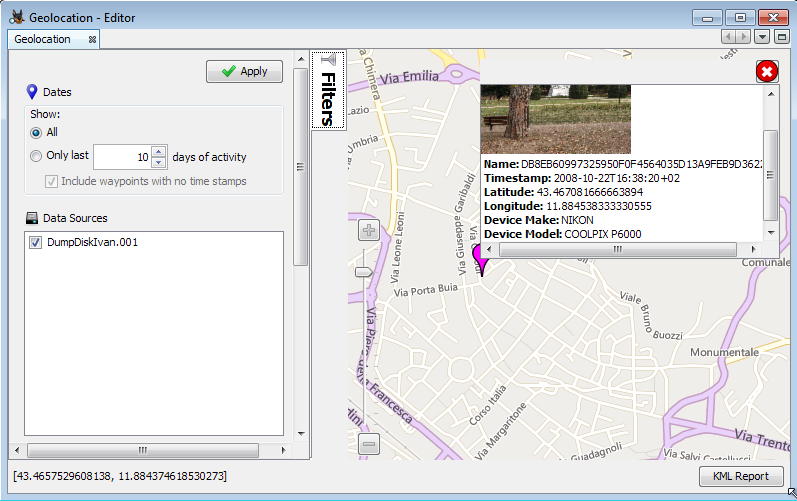 Geolocation - Editor
Geolocation
Apply
Dates
Show:
All
Only last 10 days of activity
Include waypoints with no time stamps
Data Sources
DumpDiskIvan.001
Filters
Via Emilia
Via Chimera
Via Umbria
Via Leone Leoni
Via Giuseppe Garibaldi
Via Porta Buia
Via
Francesca
Corso Italia
Via Margaritone
Guadagnoli
Viale Bruno Buozzi
Comunale
Monumentale
Via Trento
Via Salvi Castellucci
Name: DB8EB60997325950F0F4564035D13A9FEB9D3622
Timestamp: 2008-10-22T16:38:20+02
Latitude: 43.467081666663894
Longitude: 11.884538333330555
Device Make: NIKON
Device Model: COOLPIX P6000
[43.4657529608138, 11.884374618530273]
KML Report